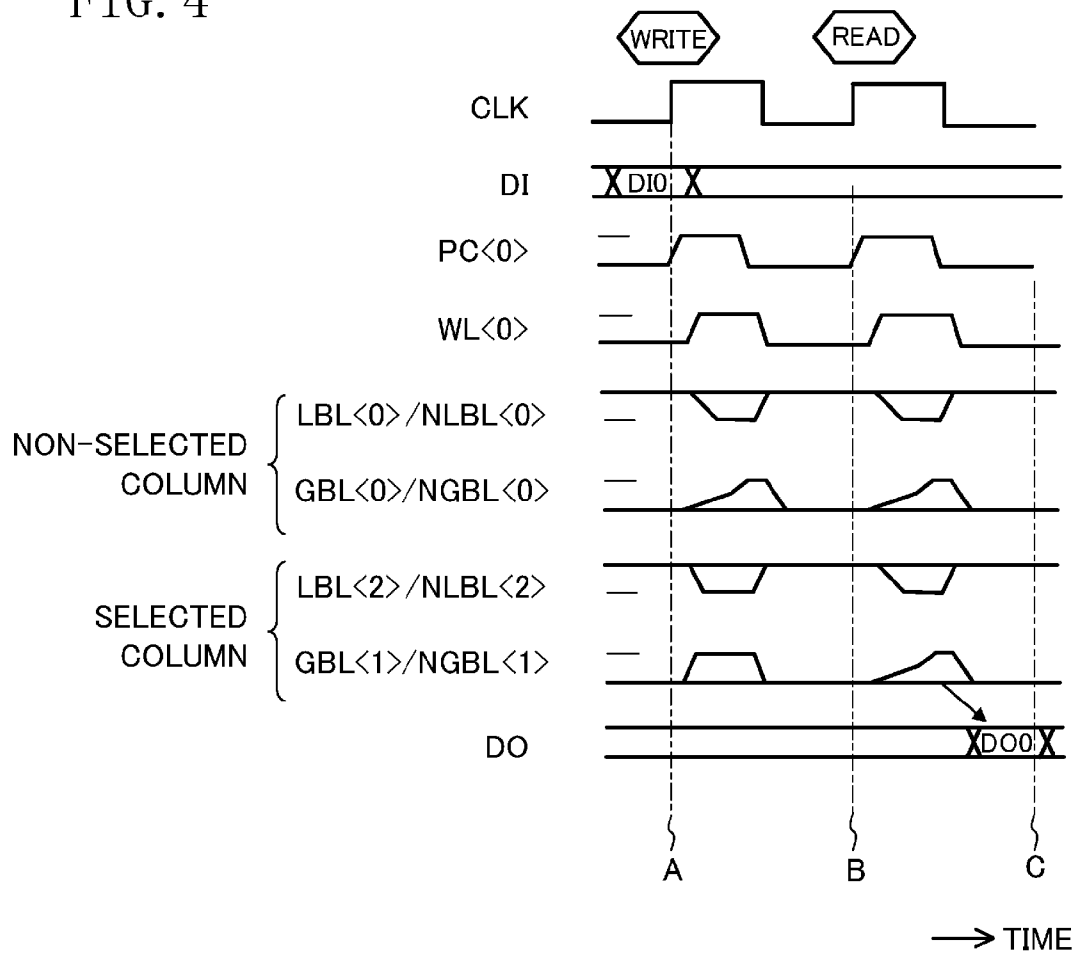 FIG. 4
WRITE
READ
CLK
DI
DI0
PC<0>
WL<0>
NON-SELECTED
COLUMN
LBL<0>/NLBL<0>
GBL<0>/NGBL<0>
SELECTED
COLUMN
LBL<2>/NLBL<2>
GBL<1>/NGBL<1>
DO
DO0
A
B
C
TIME